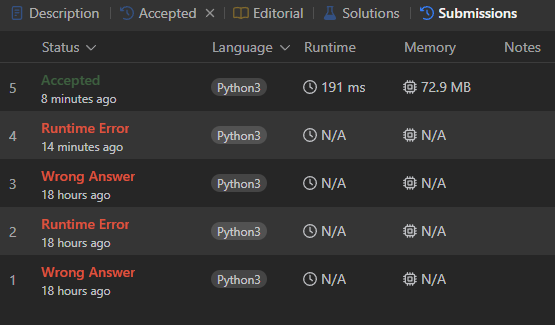 Description Accepted Editorial Solutions Submissions
Status Language Runtime Memory Notes
5 Accepted Python3 191 ms 72.9 MB
8 minutes ago
4 Runtime Error Python3 N/A N/A
14 minutes ago
3 Wrong Answer Python3 N/A N/A
18 hours ago
2 Runtime Error Python3 N/A N/A
18 hours ago
1 Wrong Answer Python3 N/A N/A
18 hours ago